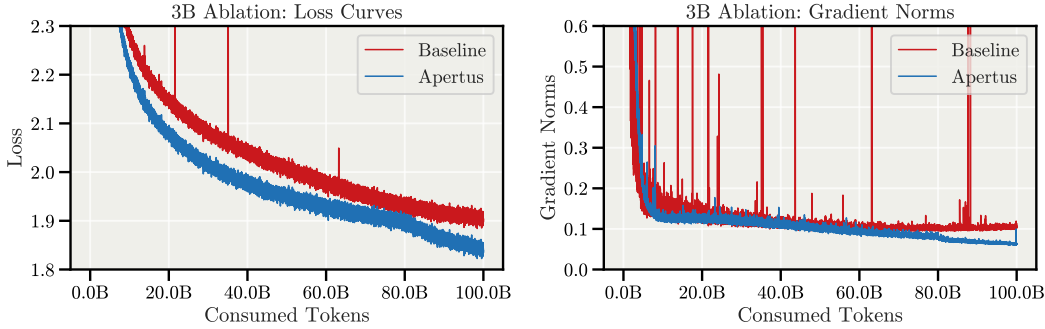 3B Ablation: Loss Curves
2.3
2.2
2.1
2.0
1.9
1.8
Loss
Baseline
Apertus
0.0B 20.0B 40.0B 60.0B 80.0B 100.0B
Consumed Tokens
3B Ablation: Gradient Norms
0.6
0.5
0.4
0.3
0.2
0.1
0.0
Gradient Norms
Baseline
Apertus
0.0B 20.0B 40.0B 60.0B 80.0B 100.0B
Consumed Tokens